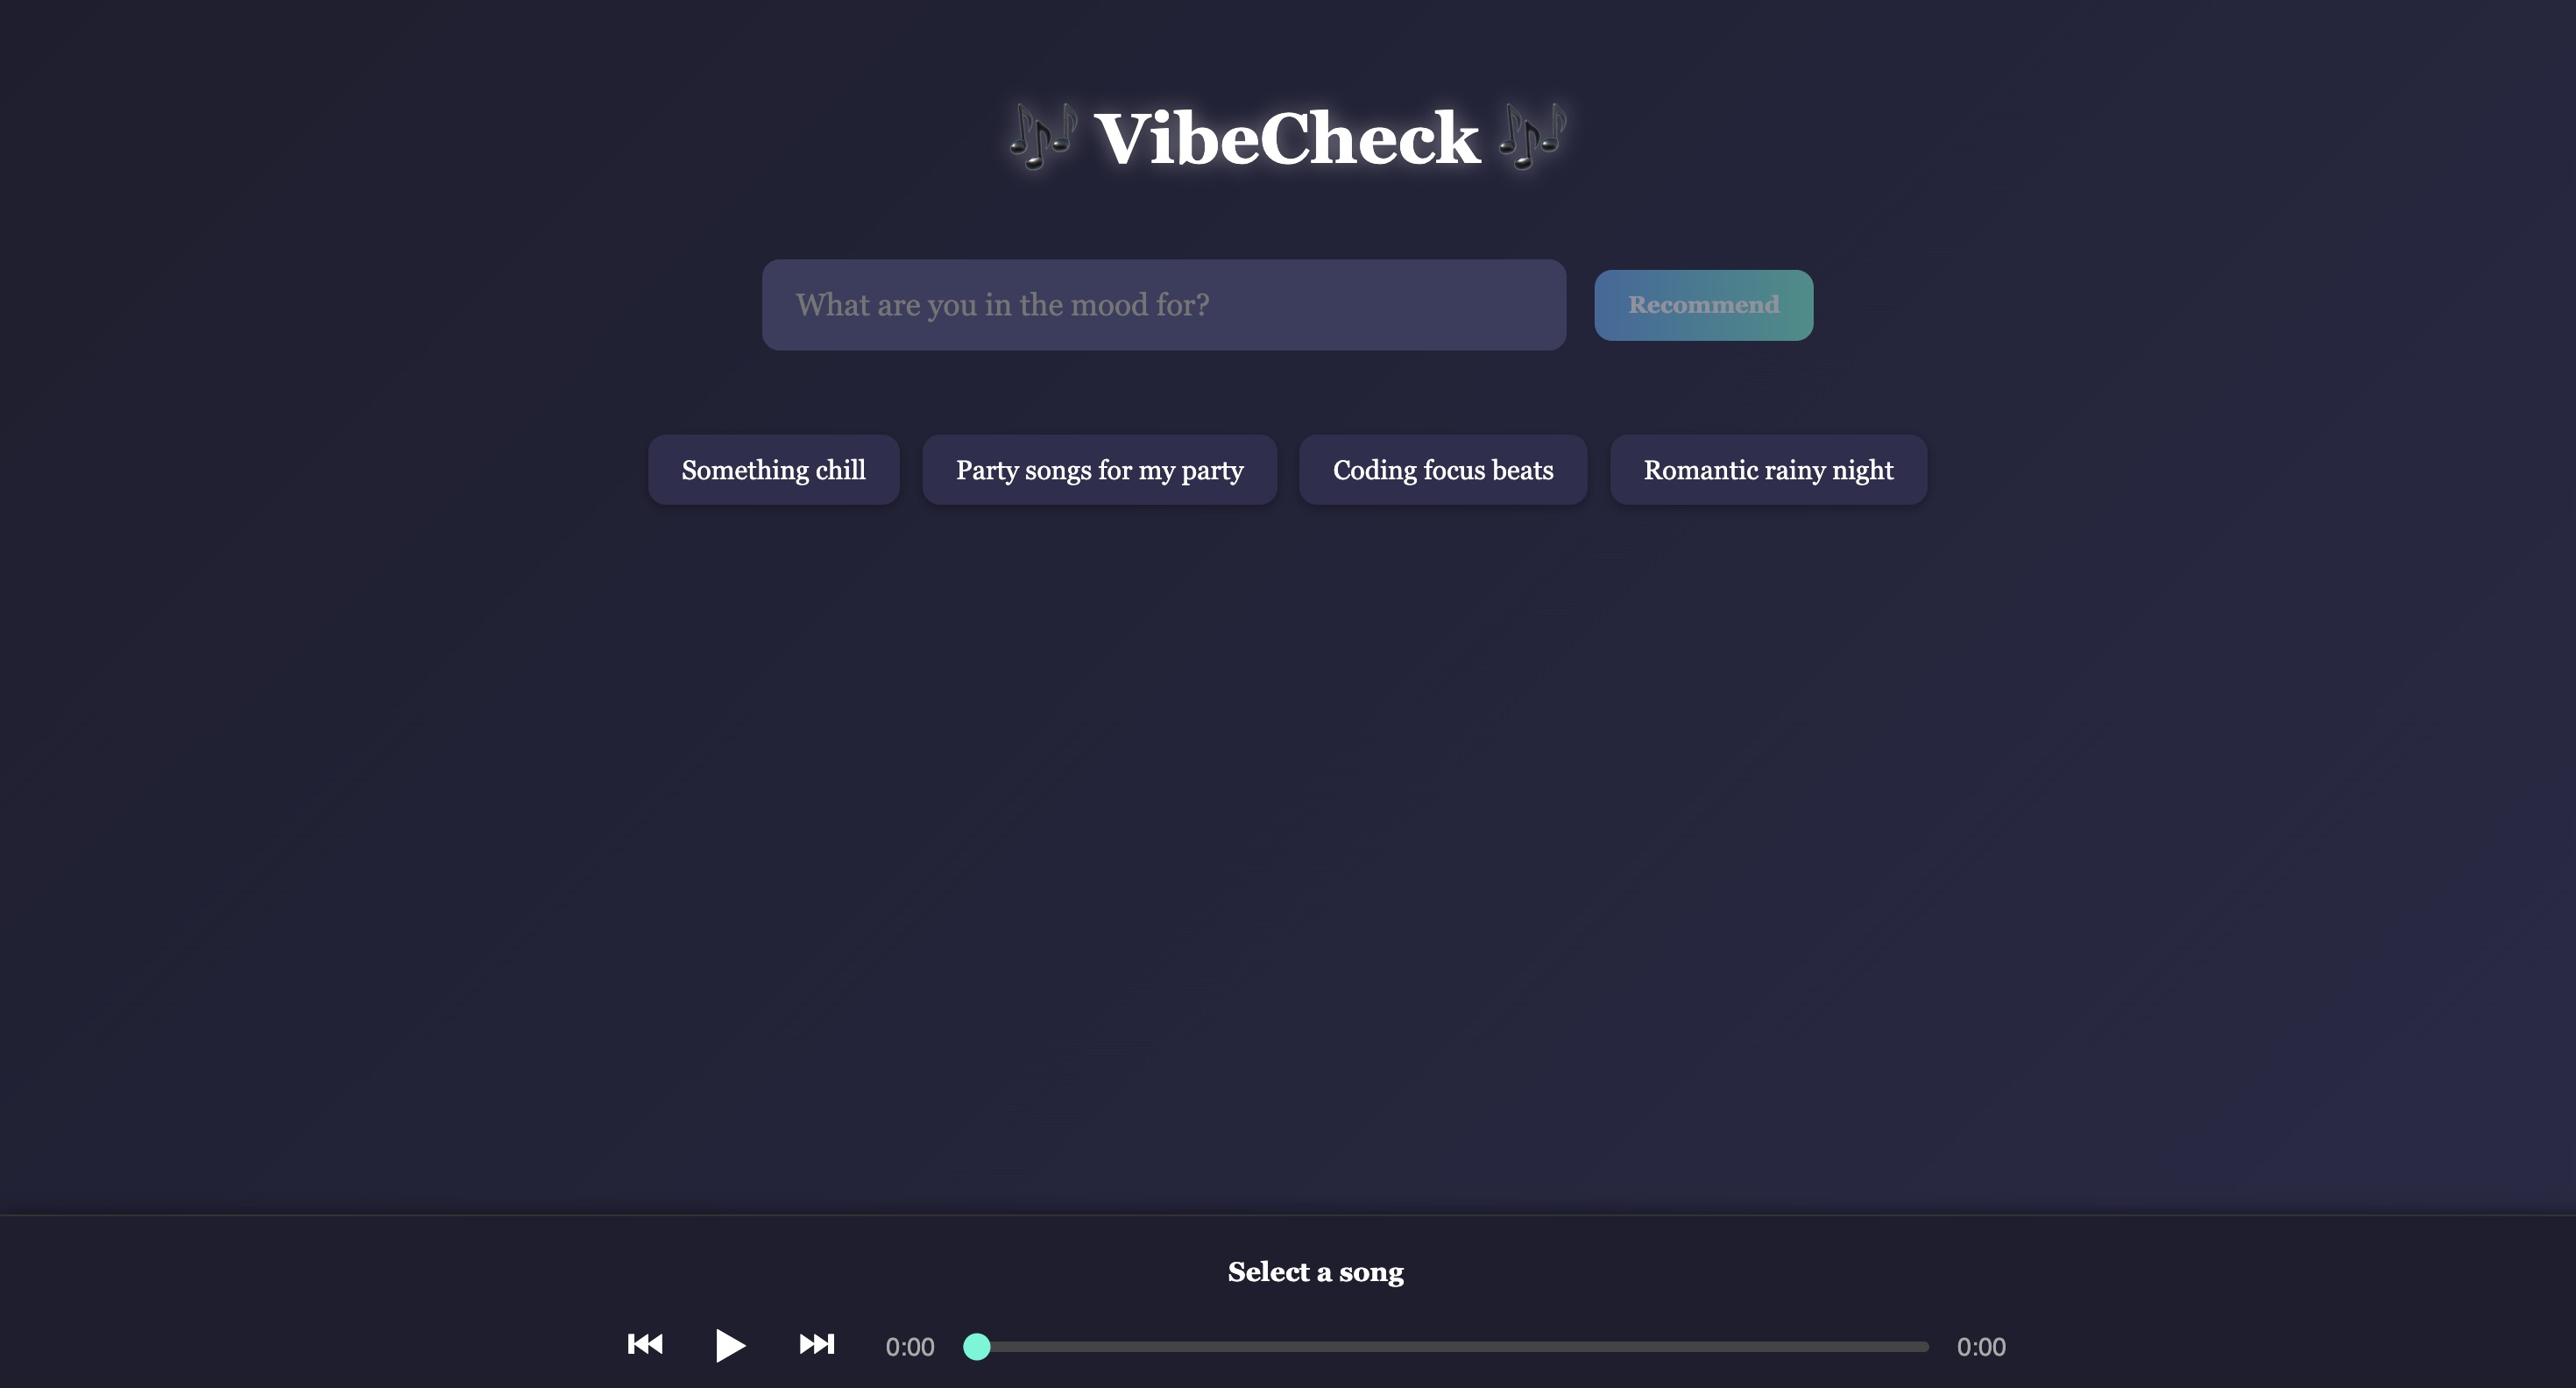 🎶 VibeCheck 🎶
What are you in the mood for?
Recommend
Something chill
Party songs for my party
Coding focus beats
Romantic rainy night
Select a song
0:00
0:00